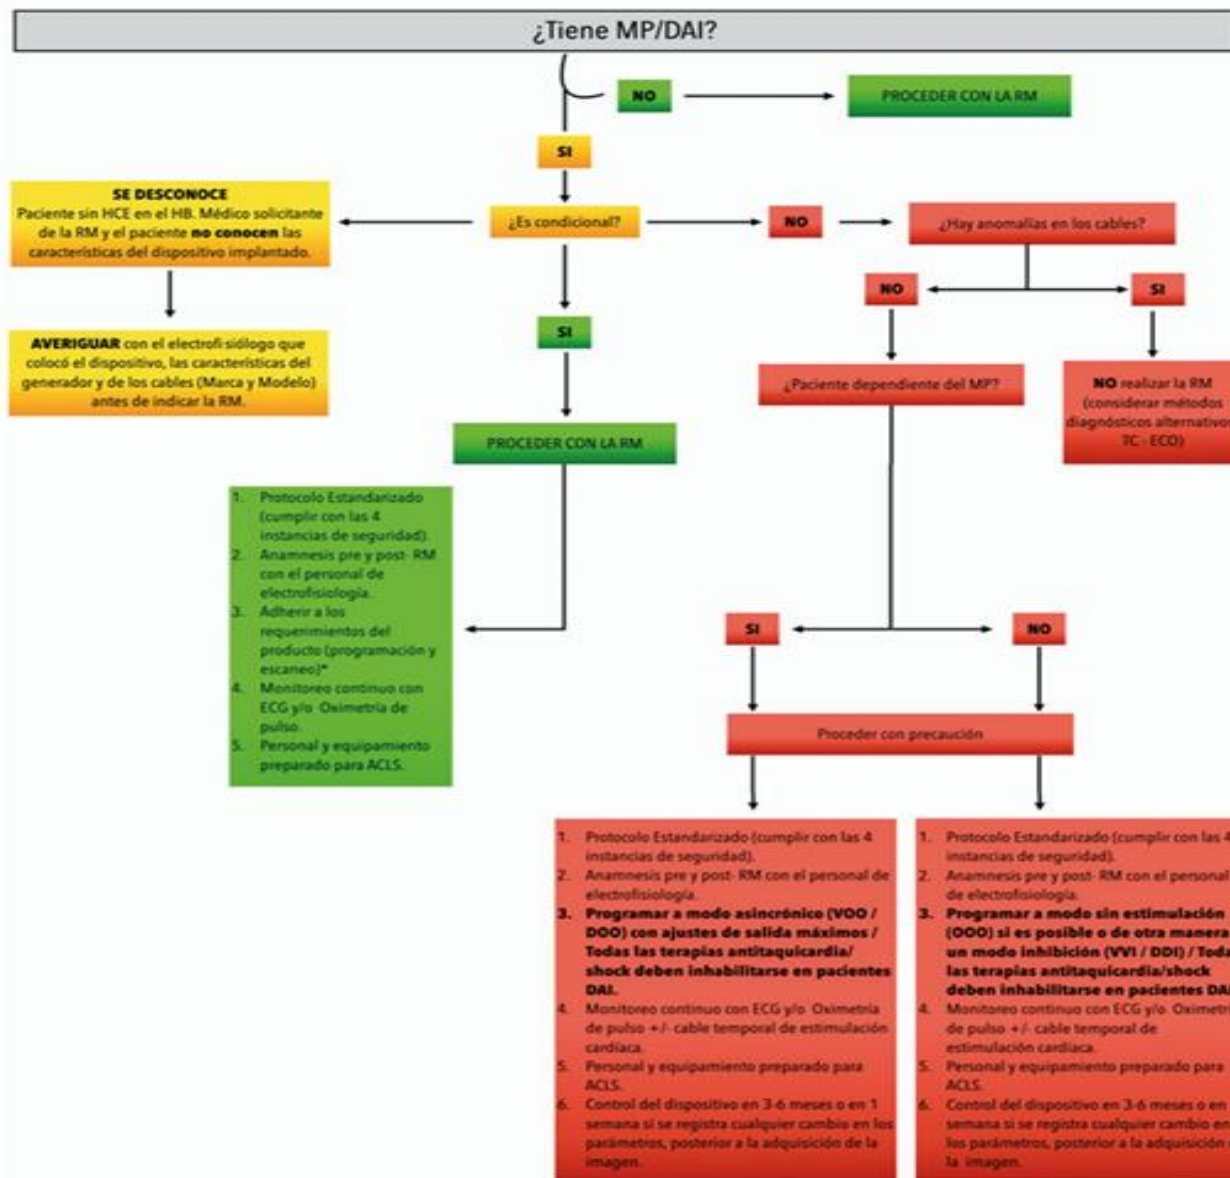 ¿Tiene MP/DAI?
NO
PROCEDER CON LA RM
SI
SE DESCONOCE
Paciente sin HCE en el HB. Médico solicitante
de la RM y el paciente no conocen las
características del dispositivo implantado.
¿Es condicional?
NO
¿Hay anomalías en los cables?
NO
SI
SI
AVERIGUAR con el electrofi siólogo que
colocó el dispositivo, las características del
generador y de los cables (Marca y Modelo)
antes de indicar la RM.
¿Paciente dependiente del MP?
NO realizar la RM
(considerar métodos
diagnósticos alternativo
TC - ECO)
PROCEDER CON LA RM
1. Protocolo Estandarizado
(cumplir con las 4
instancias de seguridad).
2. Anamnesis pre y post- RM
con el personal de
electrofisiología.
3. Adherir a los
requerimientos del
producto (programación y
escaneo)*
4. Monitoreo continuo con
ECG y/o Oximetría de
pulso.
5. Personal y equipamiento
preparado para ACLS.
SI
NO
Proceder con precaución
1. Protocolo Estandarizado (cumplir con las 4
instancias de seguridad).
2. Anamnesis pre y post- RM con el personal de
electrofisiología.
3. Programar a modo asincrónico (VOO /
DOO) con ajustes de salida máximos /
Todas las terapias antitaquicardia/
shock deben inhabilitarse en pacientes
DAI.
4. Monitoreo continuo con ECG y/o Oximetría
de pulso +/- cable temporal de estimulación
cardíaca.
5. Personal y equipamiento preparado para
ACLS.
6. Control del dispositivo en 3-6 meses o en 1
semana si se registra cualquier cambio en los
parámetros, posterior a la adquisición de la
imagen.
1. Protocolo Estandarizado (cumplir con las 4
instancias de seguridad).
2. Anamnesis pre y post- RM con el personal
de electrofisiología.
3. Programar a modo sin estimulación
(OOO) si es posible o de otra manera
un modo inhibición (VVI / DDI) / Toda
las terapias antitaquicardia/shock
deben inhabilitarse en pacientes DAI
4. Monitoreo continuo con ECG y/o Oximetrí
de pulso +/- cable temporal de
estimulación cardíaca.
5. Personal y equipamiento preparado para
ACLS.
6. Control del dispositivo en 3-6 meses o en
semana si se registra cualquier cambio en
los parámetros, posterior a la adquisición
la imagen.